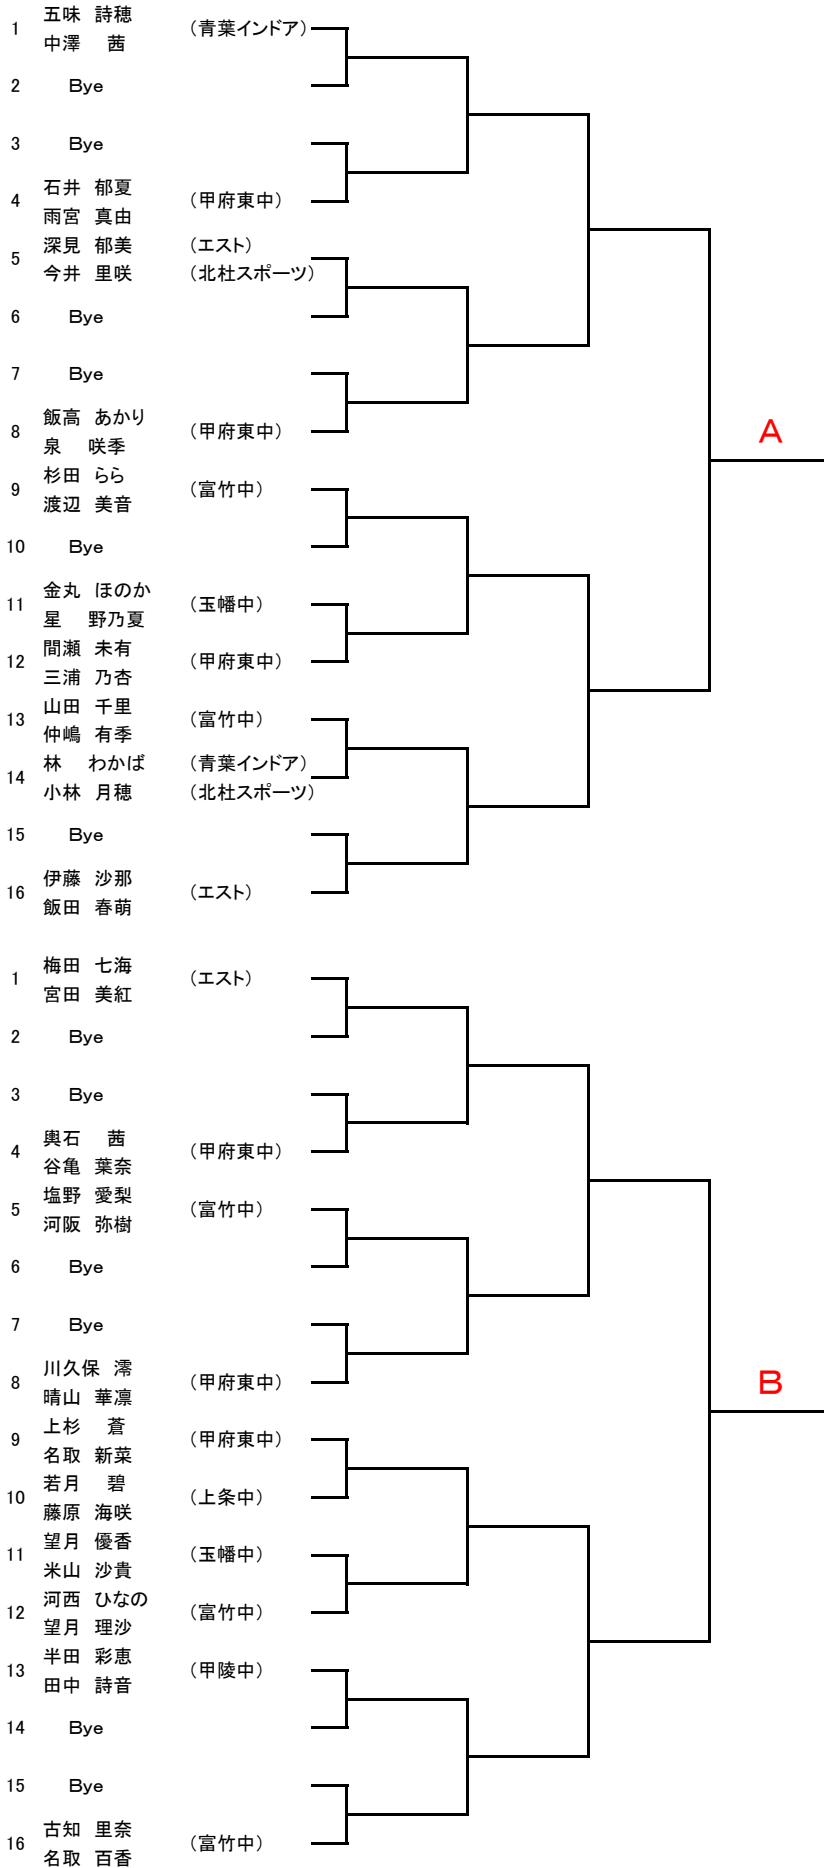 五味 詩穂
1 (青葉インドア)
中澤 茜
2 Bye
3 Bye
石井 郁夏
4 (甲府東中)
雨宮 真由
深見 郁美 (エスト)
5
今井 里咲 (北杜スポーツ)
6 Bye
7 Bye
飯高 あかり
8 (甲府東中)
泉 咲季
A
杉田 らら
9 (富竹中)
渡辺 美音
10 Bye
金丸 ほのか
11 (玉幡中)
星 野乃夏
間瀬 未有
12 (甲府東中)
三浦 乃杏
山田 千里
13 (富竹中)
仲嶋 有季
林 わかば (青葉インドア)
14
小林 月穂 (北杜スポーツ)
15 Bye
伊藤 沙那
16 (エスト)
飯田 春萌
梅田 七海
1 (エスト)
宮田 美紅
2 Bye
3 Bye
輿石 茜
4 (甲府東中)
谷亀 葉奈
塩野 愛梨
5 (富竹中)
河阪 弥樹
6 Bye
7 Bye
川久保 澪
8 (甲府東中)
晴山 華凛
B
上杉 蒼
9 (甲府東中)
名取 新菜
若月 碧
10 (上条中)
藤原 海咲
望月 優香
11 (玉幡中)
米山 沙貴
河西 ひなの
12 (富竹中)
望月 理沙
半田 彩恵
13 (甲陵中)
田中 詩音
14 Bye
15 Bye
古知 里奈
16 (富竹中)
名取 百香